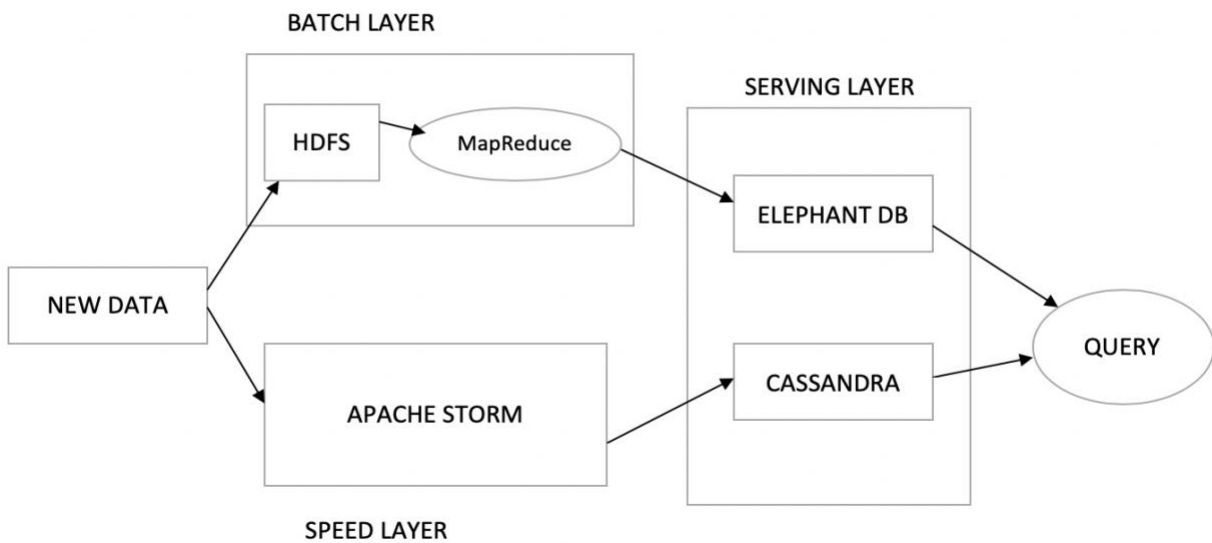 BATCH LAYER
SERVING LAYER
HDFS
MapReduce
ELEPHANT DB
NEW DATA
QUERY
CASSANDRA
APACHE STORM
SPEED LAYER